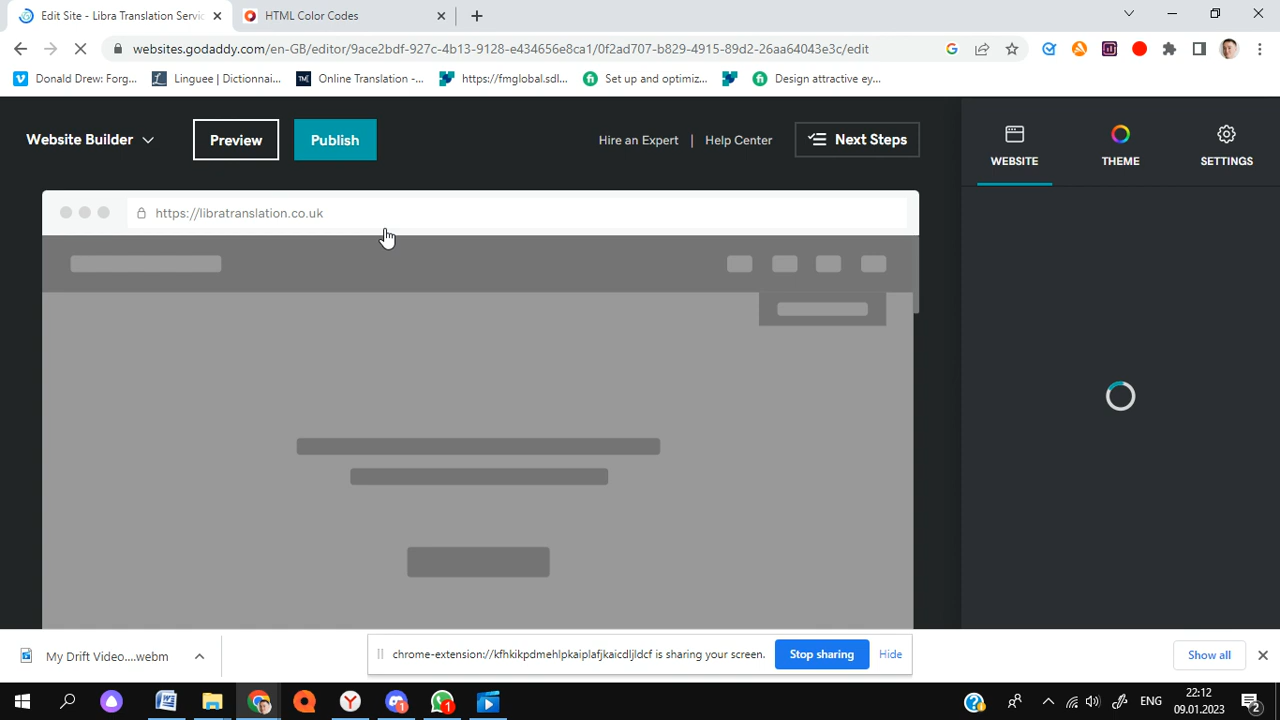 Edit Site - Libra Translation Servic
HTML Color Codes
websites.godaddy.com/en-GB/editor/9ace2bdf-927c-4b13-9128-e434656e8ca1/0f2ad707-b829-4915-89d2-26aa64043e3c/edit
Donald Drew: Forg...
Linguee | Dictionnai...
Online Translation -...
https://fmglobal.sdl...
Set up and optimiz...
Design attractive ey...
Website Builder
Preview
Publish
Hire an Expert | Help Center
Next Steps
WEBSITE
THEME
SETTINGS
https://libratranslation.co.uk
My Drift Video....webm
chrome-extension://kfhkikpdmehlpkaiplafjkaicdljldcf is sharing your screen.
Stop sharing
Hide
Show all
ENG
22:12
09.01.2023
1
1
2